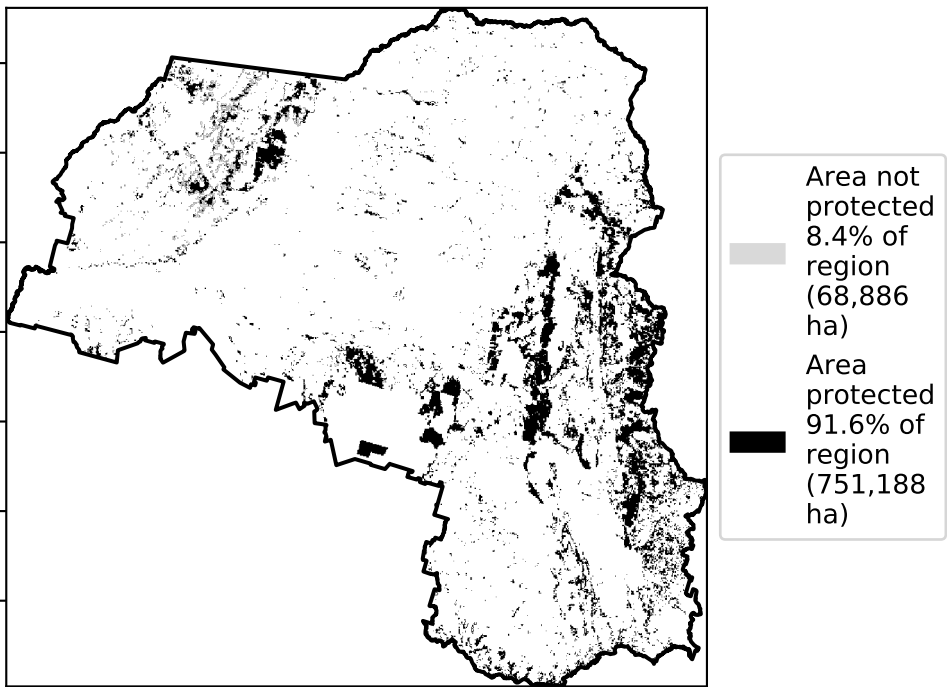 Area not
protected
8.4% of
region
(68,886
ha)
Area
protected
91.6% of
region
(751,188
ha)